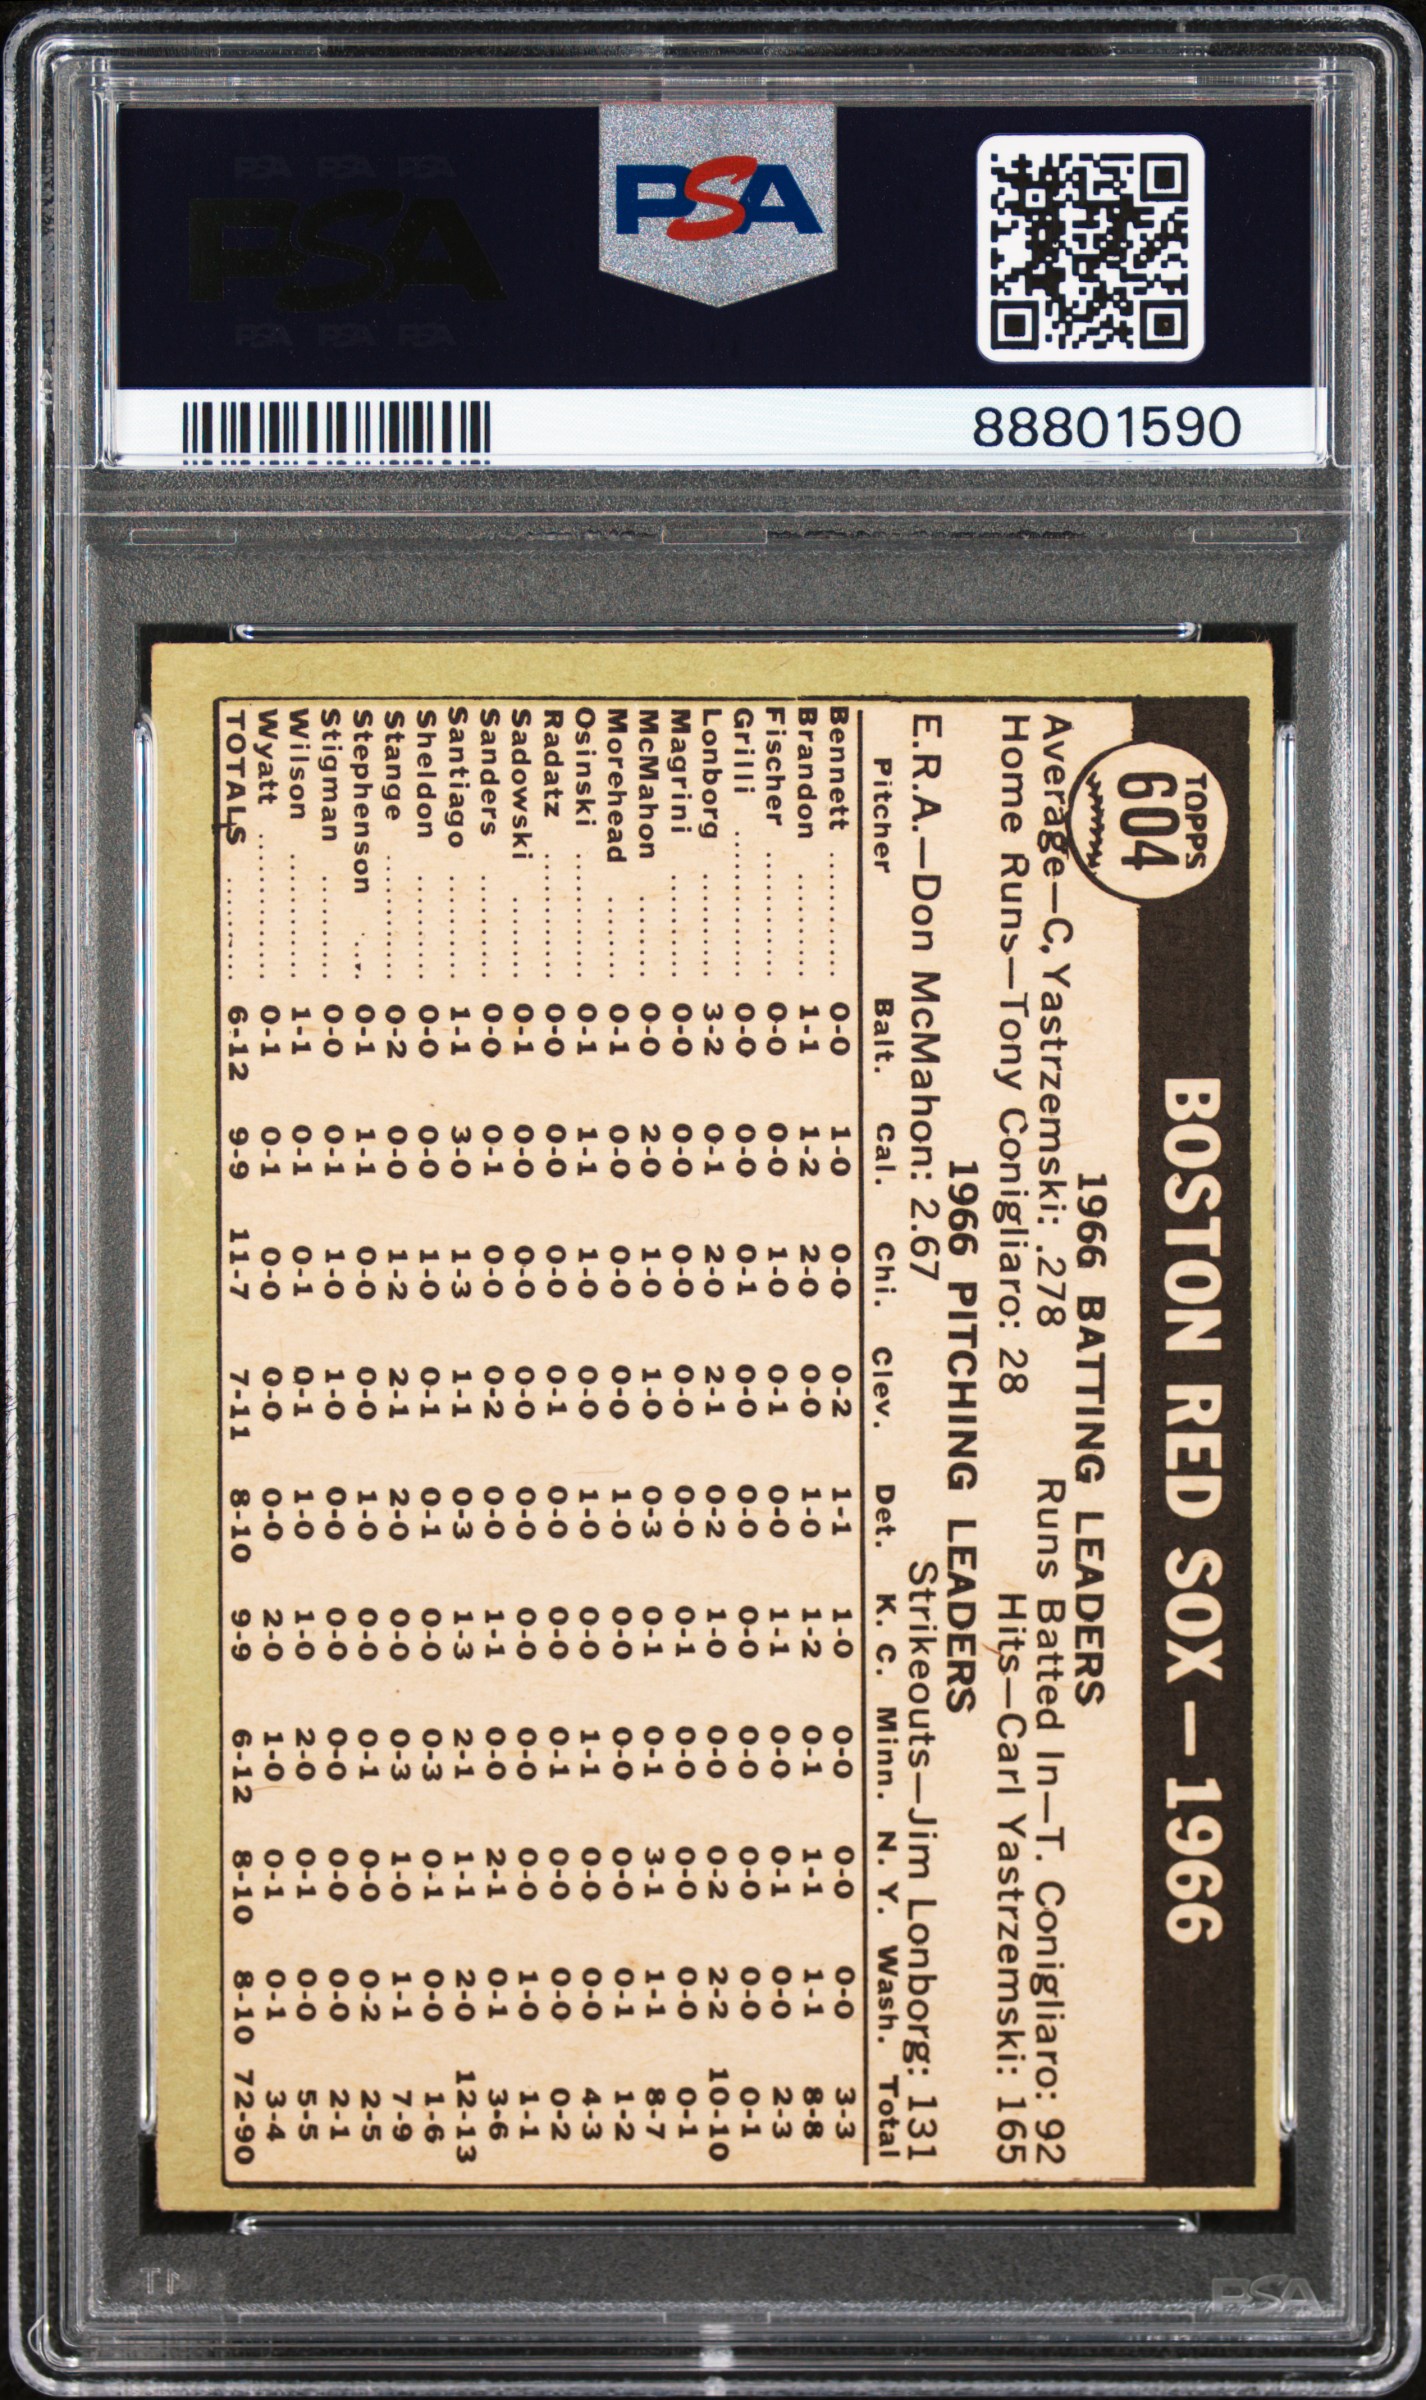 PSA PSA PSA
PSA
PSA PSA PSA
PSA
88801590
TOPPS
604
BOSTON RED SOX — 1966
1966 BATTING LEADERS
Average—C. Yastrzemski: .278 Runs Batted In—T. Conigliaro: 92
Home Runs—Tony Conigliaro: 28 Hits—Carl Yastrzemski: 165
1966 PITCHING LEADERS
E.R.A.—Don McMahon: 2.67 Strikeouts—Jim Lonborg: 131
Pitcher Balt. Cal. Chi. Clev. Det. K. C. Minn. N. Y. Wash. Total
Bennett ............ 0-0 1-0 0-0 0-2 1-1 1-0 0-0 0-0 0-0 3-3
Brandon .......... 1-1 1-2 2-0 0-0 1-0 1-2 0-1 1-1 1-1 8-8
Fischer ............ 0-0 0-0 1-0 0-1 0-0 1-1 0-0 0-1 0-0 2-3
Grilli .............. 0-0 0-0 0-1 0-0 0-0 0-0 0-0 0-0 0-0 0-1
Lonborg .......... 3-2 0-1 2-0 2-1 0-2 1-0 0-0 0-2 2-2 10-10
Magrini .......... 0-0 0-0 0-0 0-0 0-0 0-1 0-0 0-0 0-0 0-1
McMahon ........ 0-0 2-0 1-0 1-0 0-3 0-1 0-1 3-1 1-1 8-7
Morehead ........ 0-1 0-0 0-0 0-0 1-0 0-0 0-0 0-0 0-1 1-2
Osinski ............ 0-1 1-1 1-0 0-0 1-0 0-0 1-1 0-0 0-0 4-3
Radatz ............ 0-0 0-0 0-0 0-1 0-0 0-0 0-1 0-0 0-0 0-2
Sadowski ........ 0-1 0-0 0-0 0-0 0-0 0-0 0-0 0-0 1-0 1-1
Sanders .......... 0-0 0-1 0-0 0-2 0-0 1-1 0-0 2-1 0-1 3-6
Santiago .......... 1-1 3-0 1-3 1-1 0-3 1-3 2-1 1-1 2-0 12-13
Sheldon .......... 0-0 0-0 1-0 0-1 0-1 0-0 0-3 0-1 0-0 1-6
Stange ............ 0-2 0-0 1-2 2-1 2-0 0-0 0-3 1-0 1-1 7-9
Stephenson .... 0-1 1-1 0-0 0-0 1-0 0-0 0-1 0-0 0-2 2-5
Stigman .......... 0-0 0-1 1-0 1-0 0-0 0-0 0-0 0-0 0-0 2-1
Wilson ............ 1-1 0-1 0-1 0-1 1-0 1-0 2-0 0-1 0-0 5-5
Wyatt .............. 0-1 0-1 0-0 0-0 0-0 2-0 1-0 0-1 0-1 3-4
TOTALS .......... 6-12 9-9 11-7 7-11 8-10 9-9 6-12 8-10 8-10 72-90
PSA